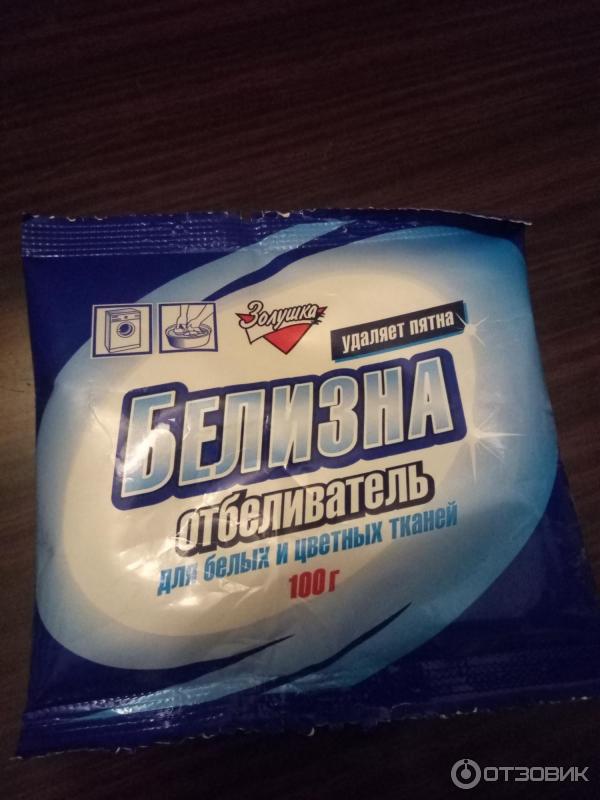 Золушка
удаляет пятна
БЕЛИЗНА
отбеливатель
для белых и цветных тканей
100 г
ОТЗОВИК